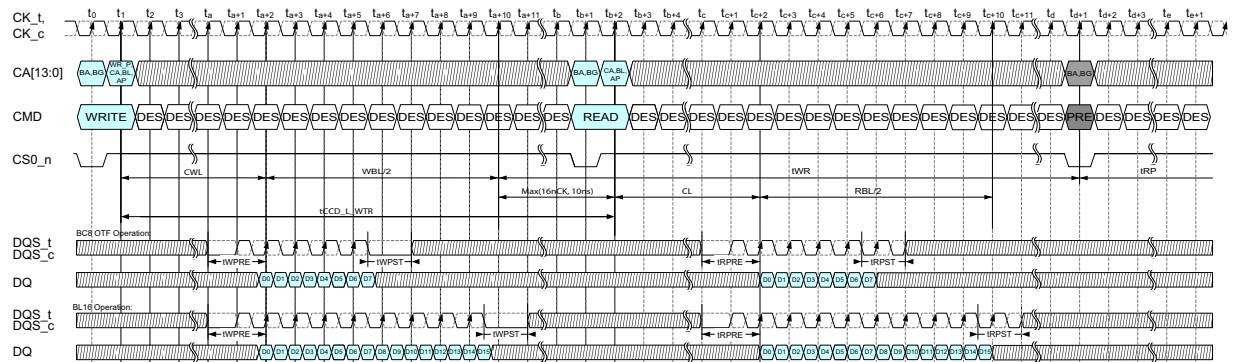 t0 t1 t2 t3 ta ta+1 ta+2 ta+3 ta+4 ta+5 ta+6 ta+7 ta+10 ta+11 tb tb+1 tb+2 tb+3 tb+4 tc tc+1 tc+2 tc+3 tc+4 tc+5 tc+6 tc+7 tc+8 tc+9 tc+10 tc+11 td td+1 td+2 td+3 te te+1
CK_t,
CK_c
CA[13:0] BA,BG WR_P, CA,BL, AP BA,BG CA,BL, AP BA,BG
CMD WRITE DES DES DES DES DES DES DES DES DES DES DES DES DES DES DES READ DES DES DES DES DES DES DES DES DES DES DES DES DES DES DES PRE DES DES DES DES
CS0_n
CWL WBL/2 tWR tRP
Max(16nCK, 10ns) CL RBL/2
tCCD_L_WTR
BC8 OTF Operation:
DQS_t
DQS_c
tWPRE tWPST tRPRE tRPST
DQ D0 D1 D2 D3 D4 D5 D6 D7 D0 D1 D2 D3 D4 D5 D6 D7
BL16 Operation:
DQS_t
DQS_c
tWPRE tWPST tRPRE tRPST
DQ D0 D1 D2 D3 D4 D5 D6 D7 D8 D9 D10 D11 D12 D13 D14 D15 D0 D1 D2 D3 D4 D5 D6 D7 D8 D9 D10 D11 D12 D13 D14 D15